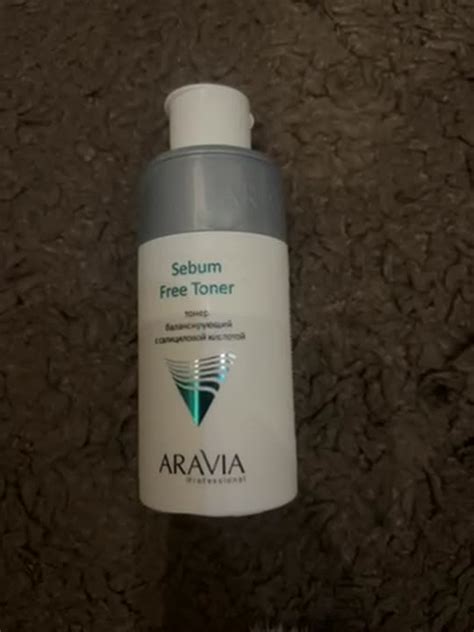 Sebum
Free Toner
тонер
балансирующий
с салициловой кислотой
ARAVIA
Professional